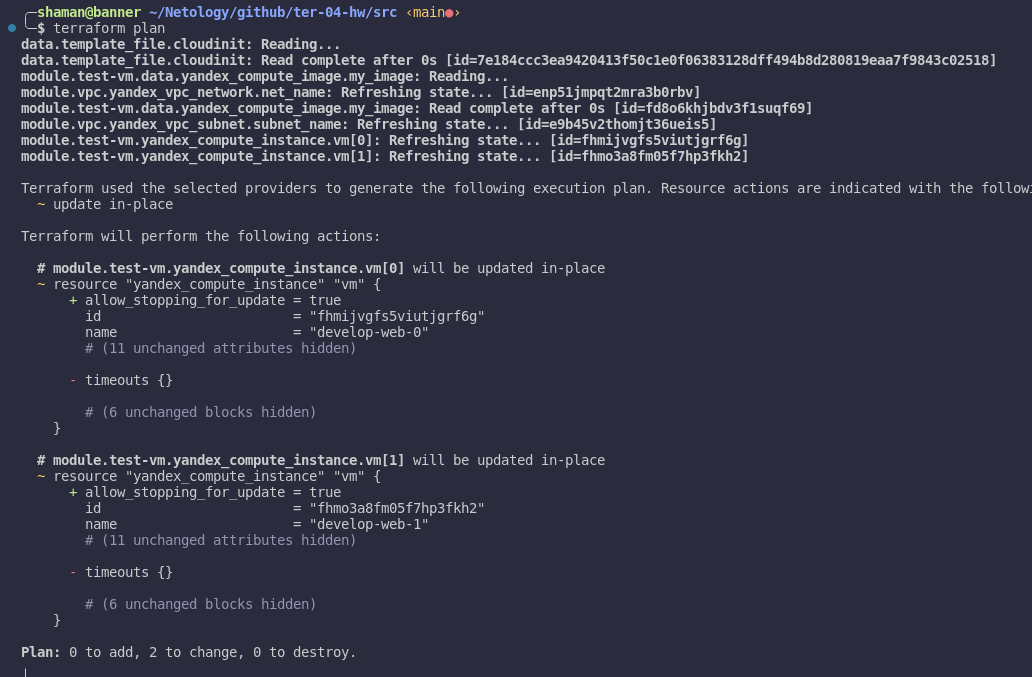 shaman@banner ~/Netology/github/ter-04-hw/src ‹main●›
$ terraform plan
data.template_file.cloudinit: Reading...
data.template_file.cloudinit: Read complete after 0s [id=7e184ccc3ea9420413f50c1e0f06383128dff494b8d280819eaa7f9843c02518]
module.test-vm.data.yandex_compute_image.my_image: Reading...
module.vpc.yandex_vpc_network.net_name: Refreshing state... [id=enp51jmpqt2mra3b0rbv]
module.test-vm.data.yandex_compute_image.my_image: Read complete after 0s [id=fd8o6khjbdv3f1suqf69]
module.vpc.yandex_vpc_subnet.subnet_name: Refreshing state... [id=e9b45v2thomjt36ueis5]
module.test-vm.yandex_compute_instance.vm[0]: Refreshing state... [id=fhmijvgfs5viutjgrf6g]
module.test-vm.yandex_compute_instance.vm[1]: Refreshing state... [id=fhmo3a8fm05f7hp3fkh2]
Terraform used the selected providers to generate the following execution plan. Resource actions are indicated with the
~ update in-place
Terraform will perform the following actions:
# module.test-vm.yandex_compute_instance.vm[0] will be updated in-place
~ resource "yandex_compute_instance" "vm" {
+ allow_stopping_for_update = true
id = "fhmijvgfs5viutjgrf6g"
name = "develop-web-0"
# (11 unchanged attributes hidden)
- timeouts {}
# (6 unchanged blocks hidden)
}
# module.test-vm.yandex_compute_instance.vm[1] will be updated in-place
~ resource "yandex_compute_instance" "vm" {
+ allow_stopping_for_update = true
id = "fhmo3a8fm05f7hp3fkh2"
name = "develop-web-1"
# (11 unchanged attributes hidden)
- timeouts {}
# (6 unchanged blocks hidden)
}
Plan: 0 to add, 2 to change, 0 to destroy.